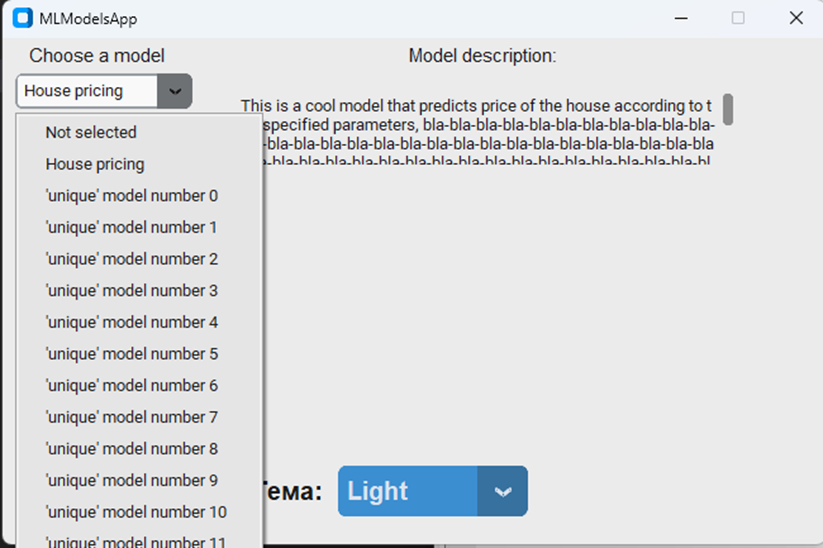 MLModelsApp
Choose a model
Model description:
House pricing
This is a cool model that predicts price of the house according to t
specified parameters, bla-bla-bla-bla-bla-bla-bla-bla-bla-bla-bla-
bla-bla-bla-bla-bla-bla-bla-bla-bla-bla-bla-bla-bla-bla-bla-bla
bla-bla-bla-bla-bla-bla-bla-bla-bla-bla-bla-bla-bla-bla-bla-bl
Not selected
House pricing
'unique' model number 0
'unique' model number 1
'unique' model number 2
'unique' model number 3
'unique' model number 4
'unique' model number 5
'unique' model number 6
'unique' model number 7
'unique' model number 8
'unique' model number 9
'unique' model number 10
'unique' model number 11
Тема:
Light